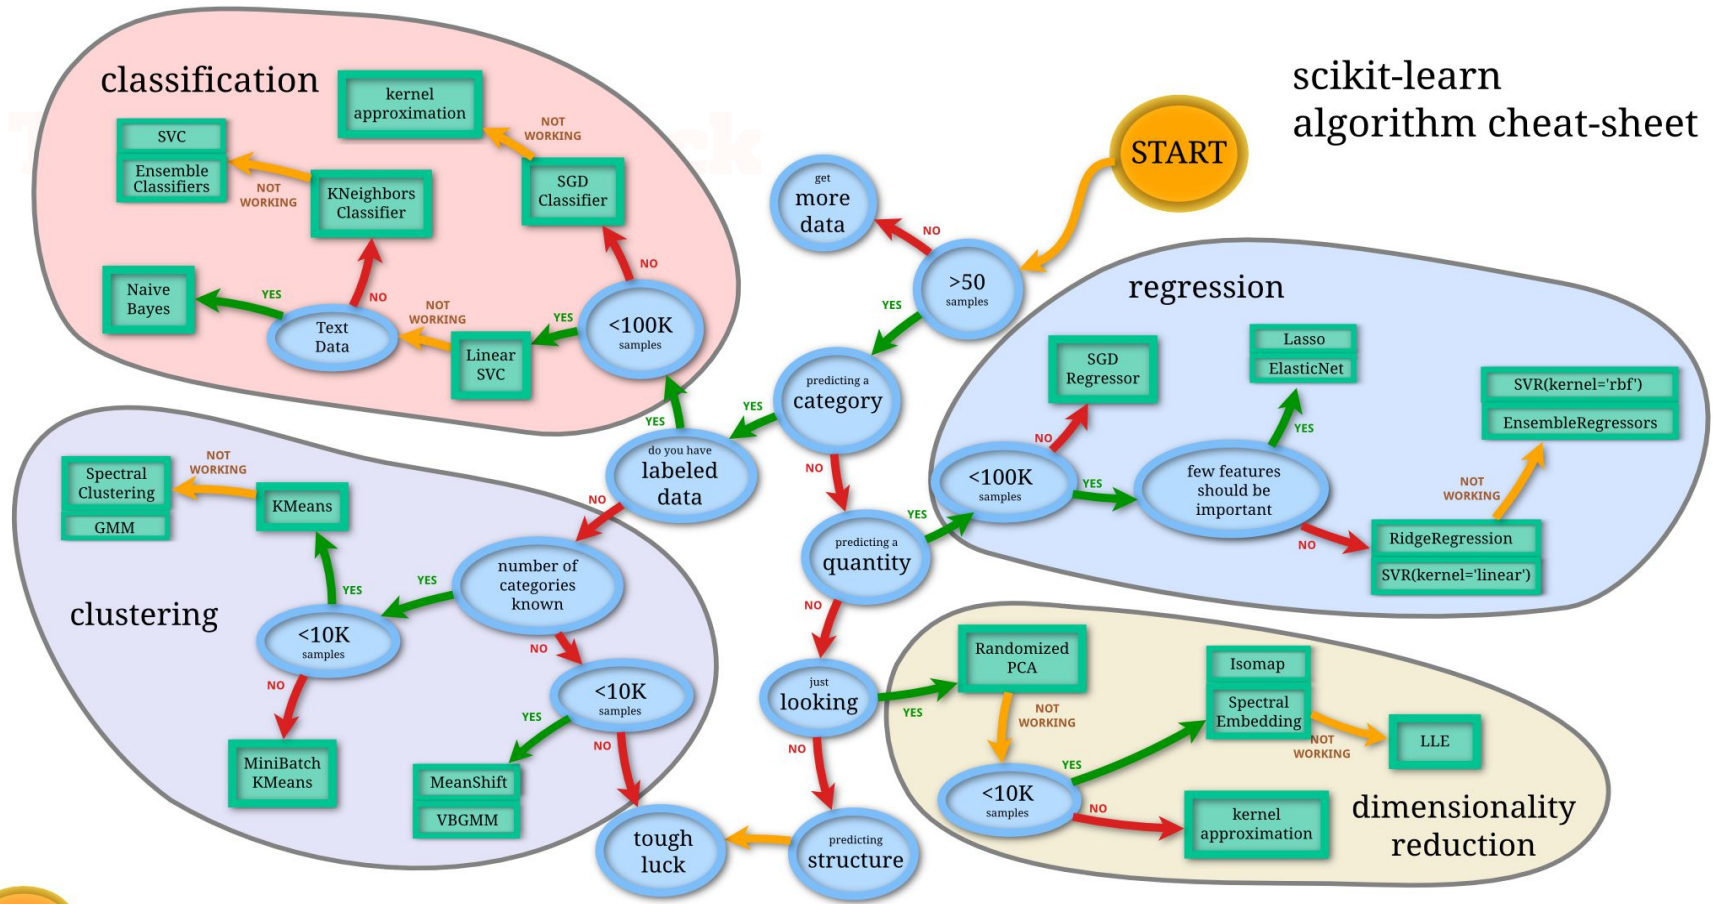 scikit-learn
algorithm cheat-sheet
START
>50
samples
NO
get
more
data
YES
predicting a
category
YES
do you have
labeled
data
YES
NO
NO
predicting a
quantity
YES
NO
just
looking
YES
NO
predicting
structure
tough
luck
classification
<100K
samples
NO
SGD
Classifier
NOT
WORKING
kernel
approximation
YES
Linear
SVC
NOT
WORKING
Text
Data
YES
Naive
Bayes
NO
KNeighbors
Classifier
NOT
WORKING
SVC
Ensemble
Classifiers
clustering
number of
categories
known
YES
<10K
samples
YES
KMeans
NOT
WORKING
Spectral
Clustering
GMM
NO
MiniBatch
KMeans
NO
<10K
samples
YES
MeanShift
VBGMM
NO
regression
<100K
samples
NO
SGD
Regressor
YES
few features
should be
important
YES
Lasso
ElasticNet
NO
RidgeRegression
SVR(kernel='linear')
NOT
WORKING
SVR(kernel='rbf')
EnsembleRegressors
dimensionality
reduction
Randomized
PCA
NOT
WORKING
<10K
samples
YES
Isomap
Spectral
Embedding
NOT
WORKING
LLE
NO
kernel
approximation